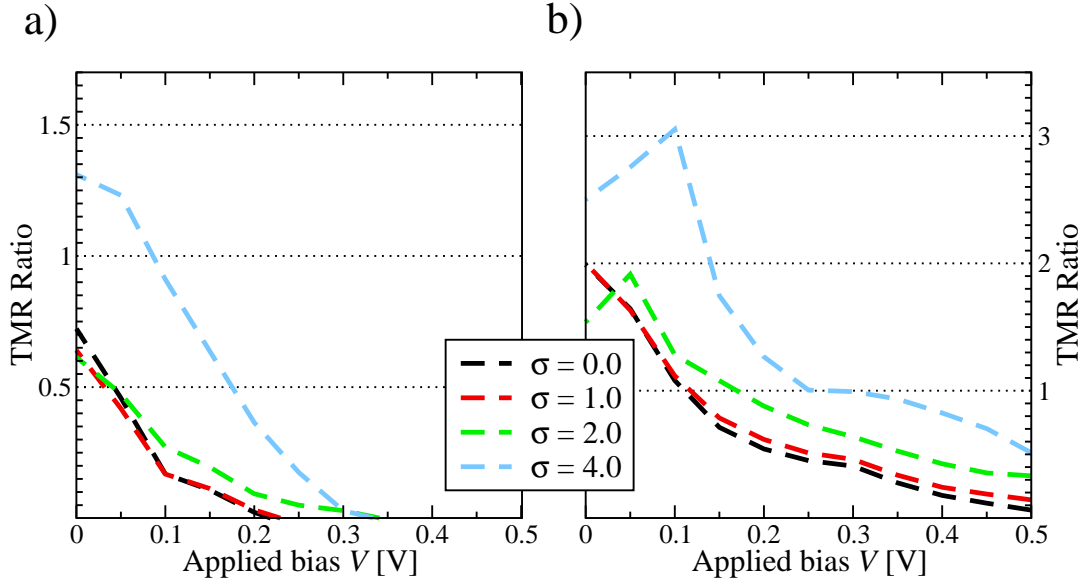 a)
b)
TMR Ratio
1.5
1
0.5
0
0.1
0.2
0.3
0.4
0.5
Applied bias V [V]
σ = 0.0
σ = 1.0
σ = 2.0
σ = 4.0
3
2
1
TMR Ratio
0
0.1
0.2
0.3
0.4
0.5
Applied bias V [V]